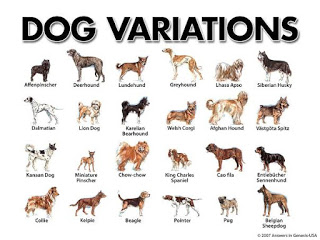 DOG VARIATIONS
Affenpinscher Deerhound Lundehund Greyhound Lhasa Apso Siberian Husky
Dalmatian Lion Dog Karelian Bearhound Welsh Corgi Afghan Hound Västgöta Spitz
Kanaan Dog Miniature Pinscher Chow-chow King Charles Spaniel Cao fila Entlebücher Sennenhund
Collie Kelpie Beagle Pointer Pug Belgian Sheepdog
© 2007 Answers in Genesis-USA